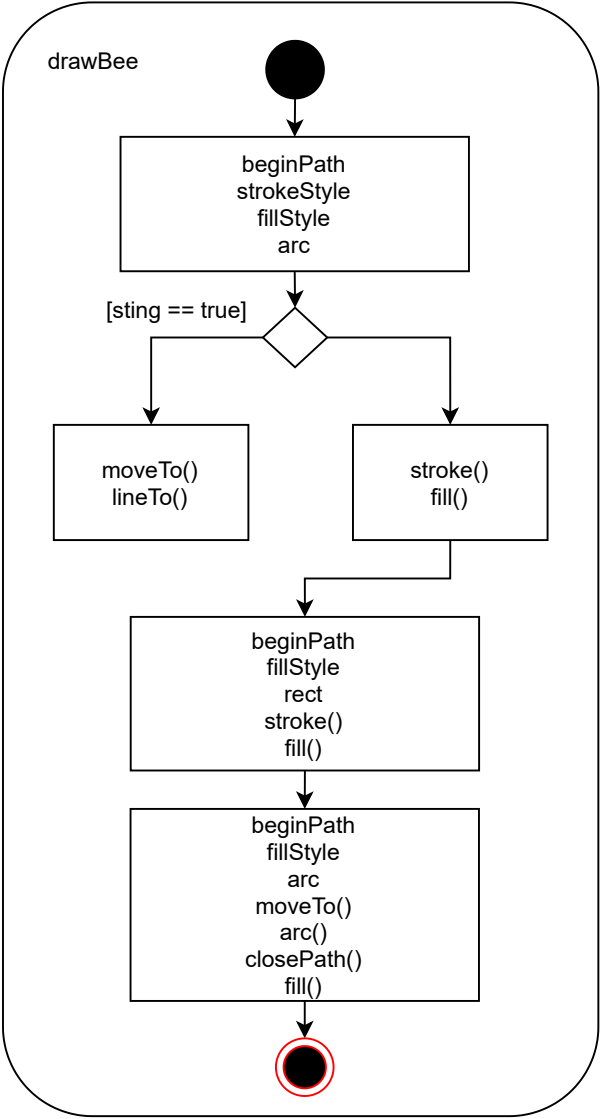 drawBee
beginPath
strokeStyle
fillStyle
arc
[sting == true]
moveTo()
lineTo()
stroke()
fill()
beginPath
fillStyle
rect
stroke()
fill()
beginPath
fillStyle
arc
moveTo()
arc()
closePath()
fill()